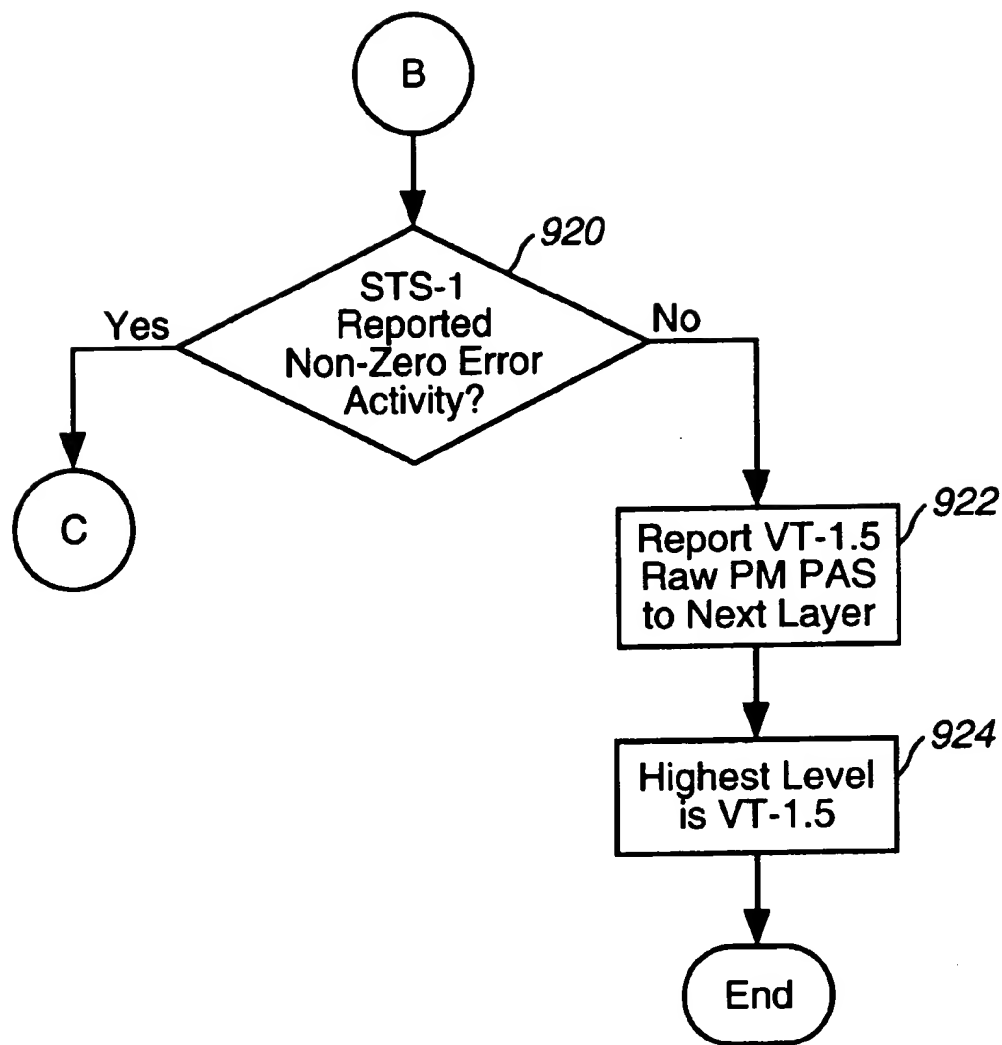 B
920
STS-1
Reported
Non-Zero Error
Activity?
Yes
No
C
922
Report VT-1.5
Raw PM PAS
to Next Layer
924
Highest Level
is VT-1.5
End